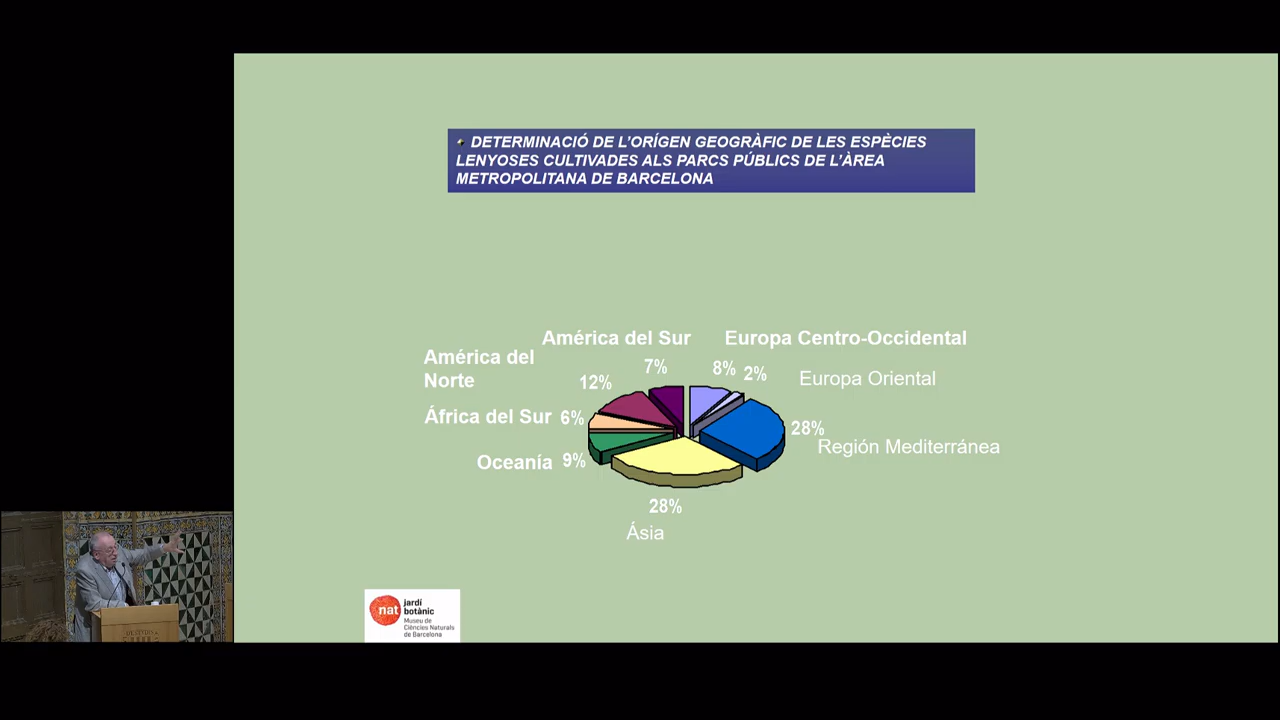 DETERMINACIÓ DE L'ORÍGEN GEOGRÀFIC DE LES ESPÈCIES
LENYOSES CULTIVADES ALS PARCS PÚBLICS DE L'ÀREA
METROPOLITANA DE BARCELONA
América del Sur
Europa Centro-Occidental
América del
Norte
7%
8%
2%
Europa Oriental
12%
África del Sur
6%
28%
Región Mediterránea
Oceanía
9%
28%
Ásia
nat
jardí
botànic
Museu de
Ciències Naturals
de Barcelona